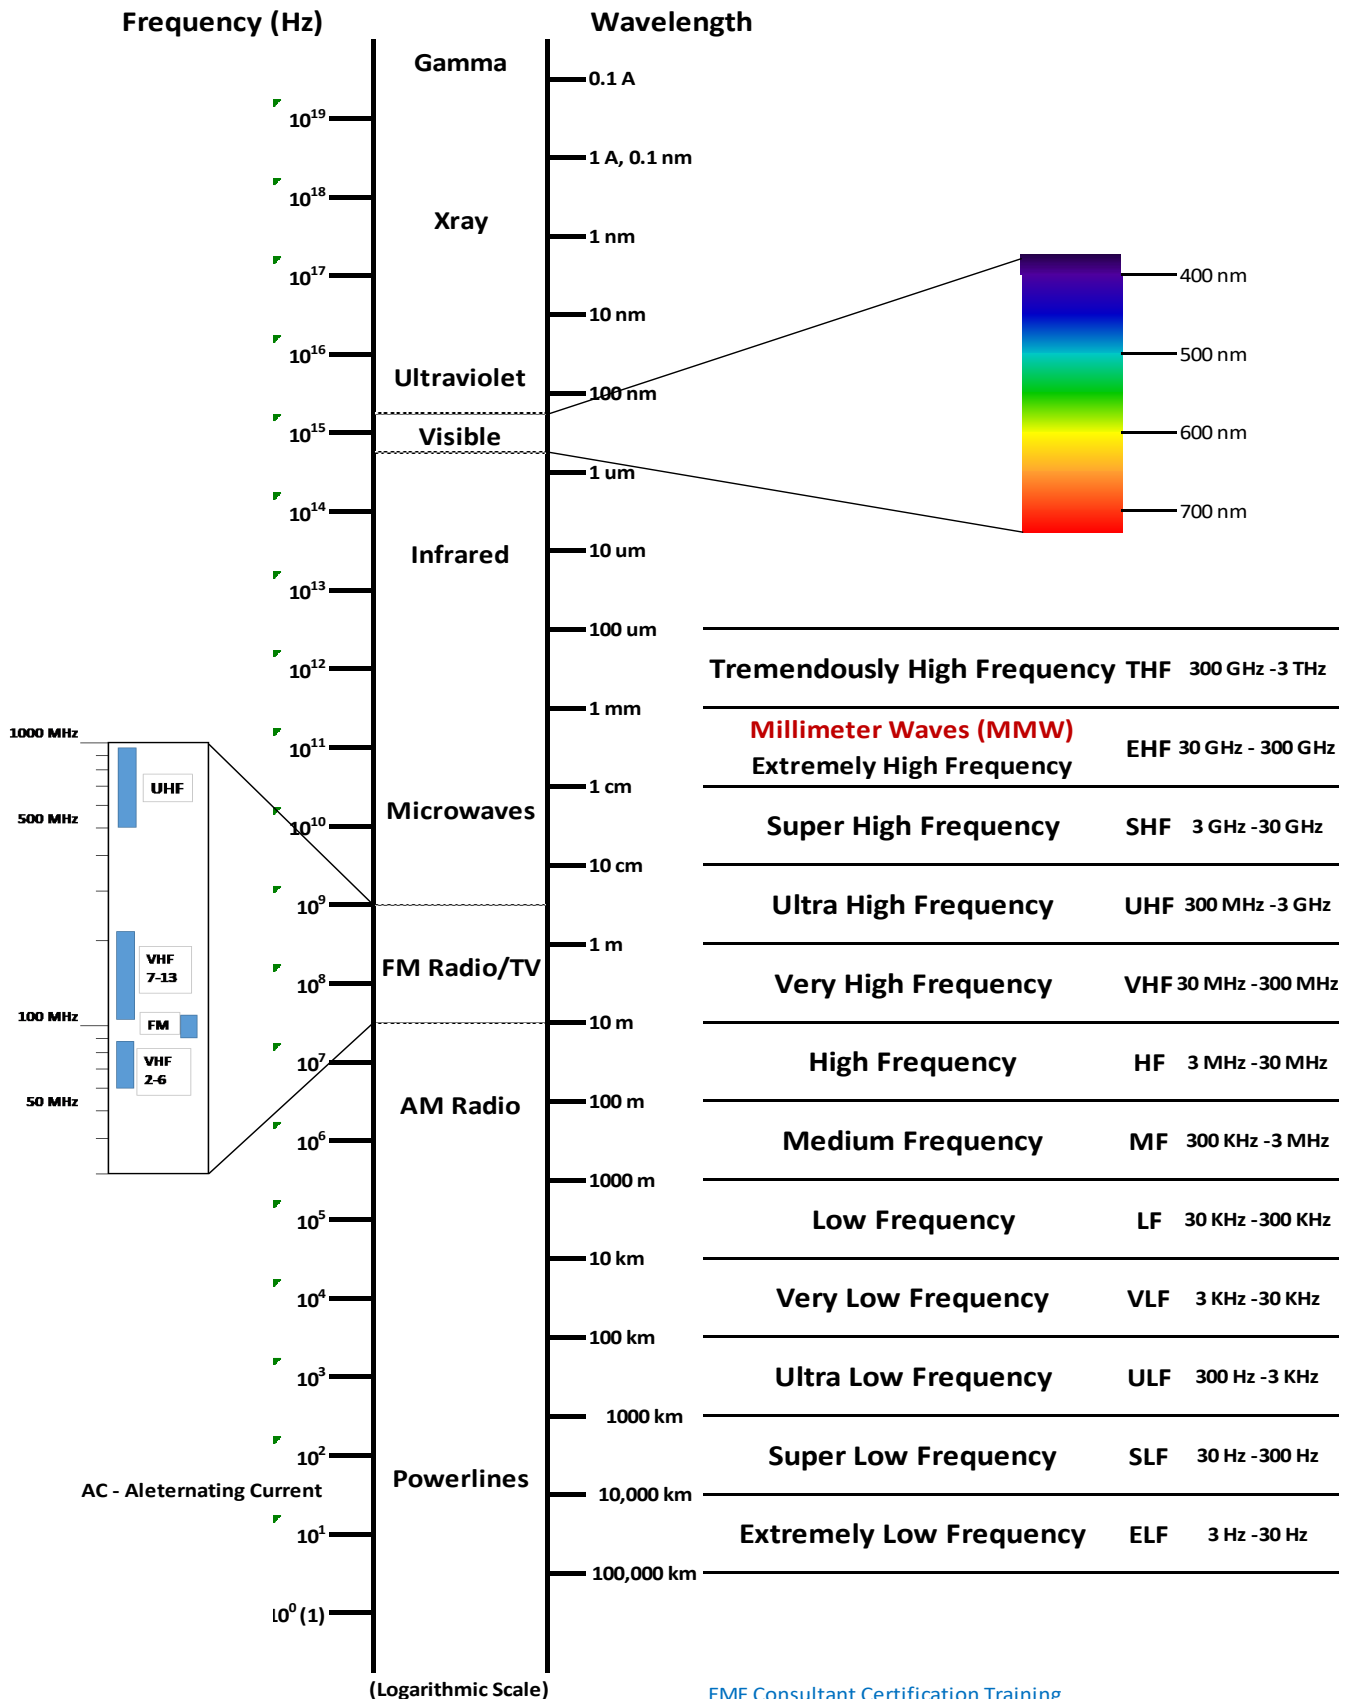 Frequency (Hz)
Wavelength
Gamma
0.1 A
10¹⁹
1 A, 0.1 nm
10¹⁸
Xray
1 nm
10¹⁷
400 nm
10 nm
10¹⁶
500 nm
Ultraviolet
100 nm
10¹⁵
Visible
600 nm
1 um
10¹⁴
700 nm
Infrared
10 um
10¹³
100 um
10¹²
Tremendously High Frequency THF 300 GHz -3 THz
1 mm
1000 MHz
10¹¹
Millimeter Waves (MMW)
Extremely High Frequency
EHF 30 GHz - 300 GHz
UHF
1 cm
500 MHz
10¹⁰
Microwaves
Super High Frequency SHF 3 GHz -30 GHz
10 cm
10⁹
Ultra High Frequency UHF 300 MHz -3 GHz
1 m
VHF
7-13
FM Radio/TV
10⁸
Very High Frequency VHF 30 MHz -300 MHz
100 MHz
FM
10 m
VHF
2-6
10⁷
High Frequency HF 3 MHz -30 MHz
50 MHz
AM Radio
100 m
10⁶
Medium Frequency MF 300 KHz -3 MHz
1000 m
10⁵
Low Frequency LF 30 KHz -300 KHz
10 km
10⁴
Very Low Frequency VLF 3 KHz -30 KHz
100 km
10³
Ultra Low Frequency ULF 300 Hz -3 KHz
1000 km
10²
Super Low Frequency SLF 30 Hz -300 Hz
Powerlines
AC - Aleternating Current
10,000 km
10¹
Extremely Low Frequency ELF 3 Hz -30 Hz
100,000 km
10⁰ (1)
(Logarithmic Scale)
EMF Consultant Certification Training